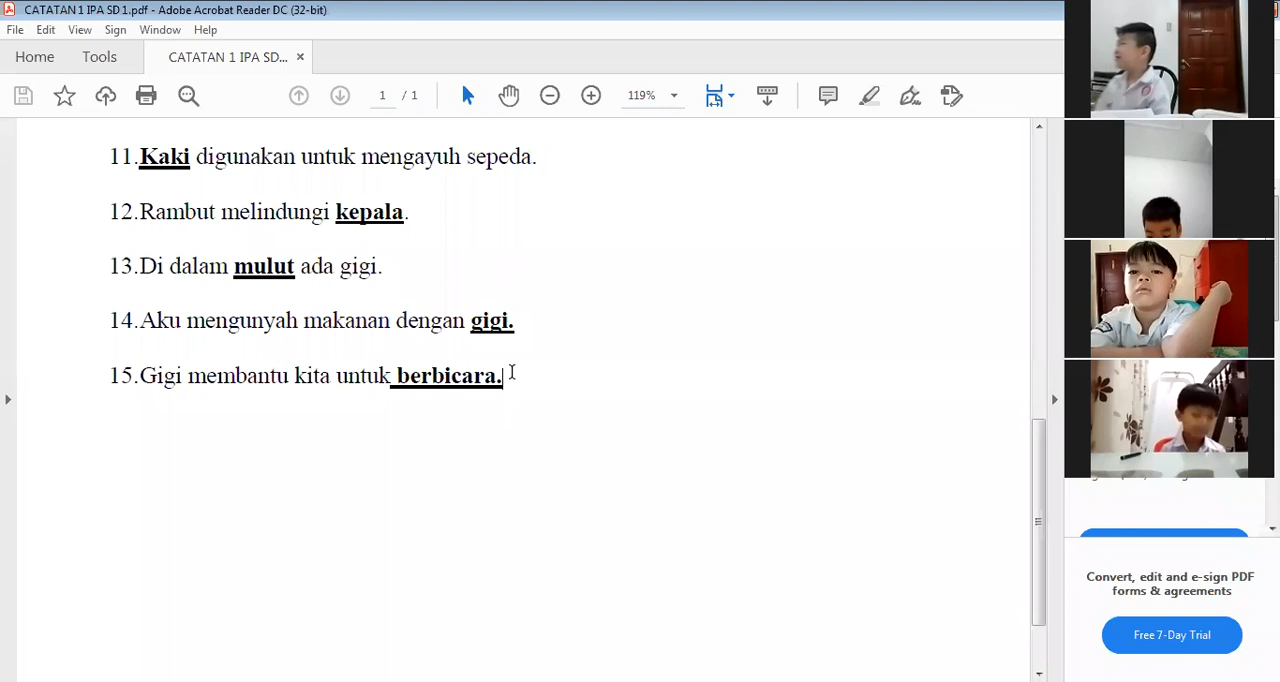 CATATAN 1 IPA SD 1.pdf - Adobe Acrobat Reader DC (32-bit)
File Edit View Sign Window Help
Home Tools CATATAN 1 IPA SD... ×
1 / 1 119%
11.Kaki digunakan untuk mengayuh sepeda.
12.Rambut melindungi kepala.
13.Di dalam mulut ada gigi.
14.Aku mengunyah makanan dengan gigi.
15.Gigi membantu kita untuk berbicara.
Convert, edit and e-sign PDF
forms & agreements
Free 7-Day Trial